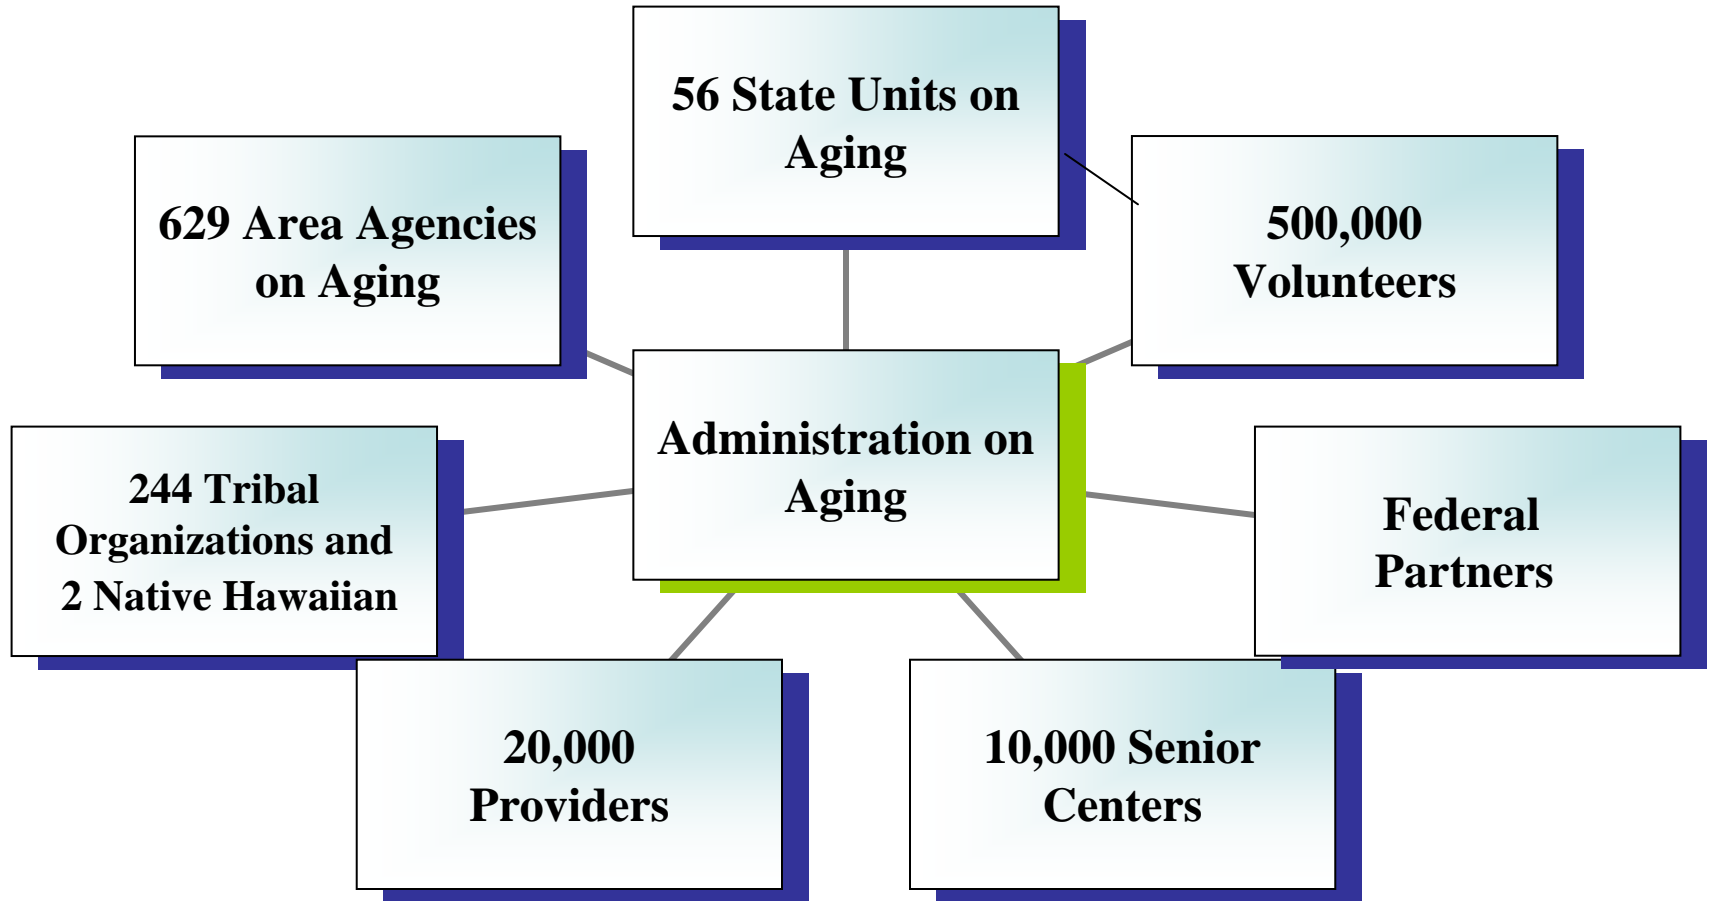 56 State Units on
Aging
629 Area Agencies
on Aging
500,000
Volunteers
Administration on
Aging
244 Tribal
Organizations and
2 Native Hawaiian
Federal
Partners
20,000
Providers
10,000 Senior
Centers